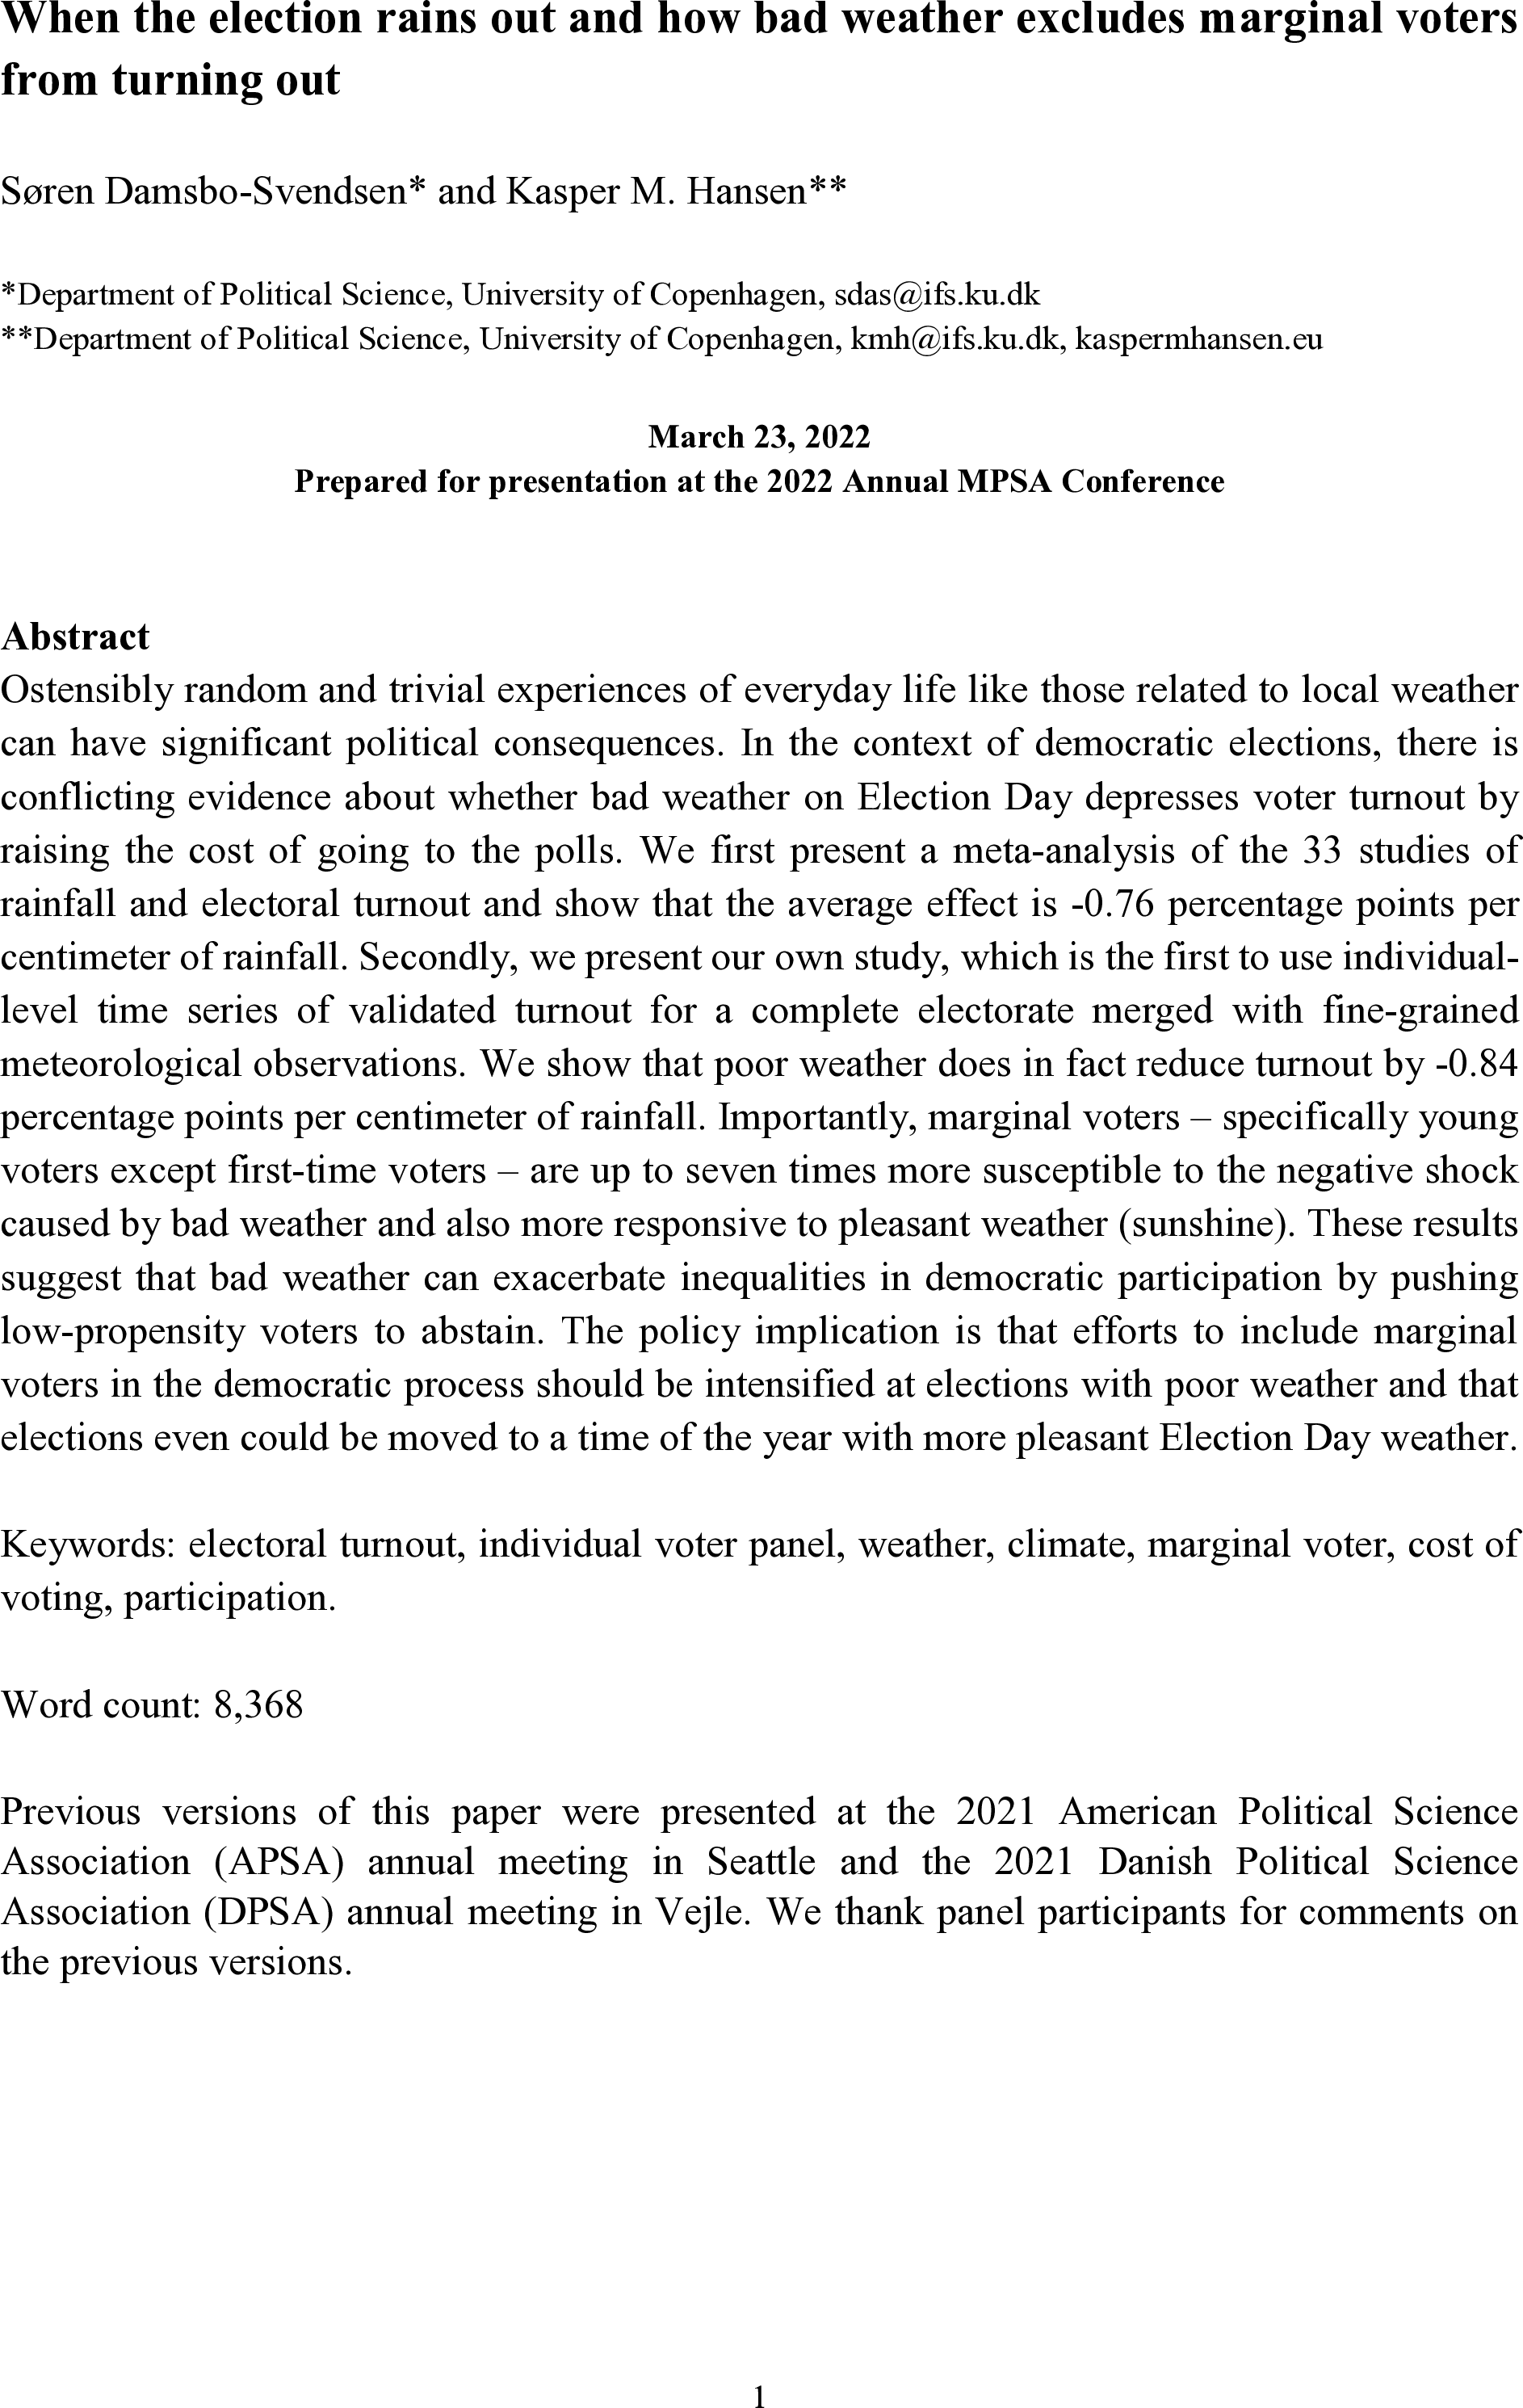 When the election rains out and how bad weather excludes marginal voters
from turning out
Søren Damsbo-Svendsen* and Kasper M. Hansen**
*Department of Political Science, University of Copenhagen, sdas@ifs.ku.dk
**Department of Political Science, University of Copenhagen, kmh@ifs.ku.dk, kaspermhansen.eu
March 23, 2022
Prepared for presentation at the 2022 Annual MPSA Conference
Abstract
Ostensibly random and trivial experiences of everyday life like those related to local weather
can have significant political consequences. In the context of democratic elections, there is
conflicting evidence about whether bad weather on Election Day depresses voter turnout by
raising the cost of going to the polls. We first present a meta-analysis of the 33 studies of
rainfall and electoral turnout and show that the average effect is -0.76 percentage points per
centimeter of rainfall. Secondly, we present our own study, which is the first to use individual-
level time series of validated turnout for a complete electorate merged with fine-grained
meteorological observations. We show that poor weather does in fact reduce turnout by -0.84
percentage points per centimeter of rainfall. Importantly, marginal voters – specifically young
voters except first-time voters – are up to seven times more susceptible to the negative shock
caused by bad weather and also more responsive to pleasant weather (sunshine). These results
suggest that bad weather can exacerbate inequalities in democratic participation by pushing
low-propensity voters to abstain. The policy implication is that efforts to include marginal
voters in the democratic process should be intensified at elections with poor weather and that
elections even could be moved to a time of the year with more pleasant Election Day weather.
Keywords: electoral turnout, individual voter panel, weather, climate, marginal voter, cost of
voting, participation.
Word count: 8,368
Previous versions of this paper were presented at the 2021 American Political Science
Association (APSA) annual meeting in Seattle and the 2021 Danish Political Science
Association (DPSA) annual meeting in Vejle. We thank panel participants for comments on
the previous versions.
1